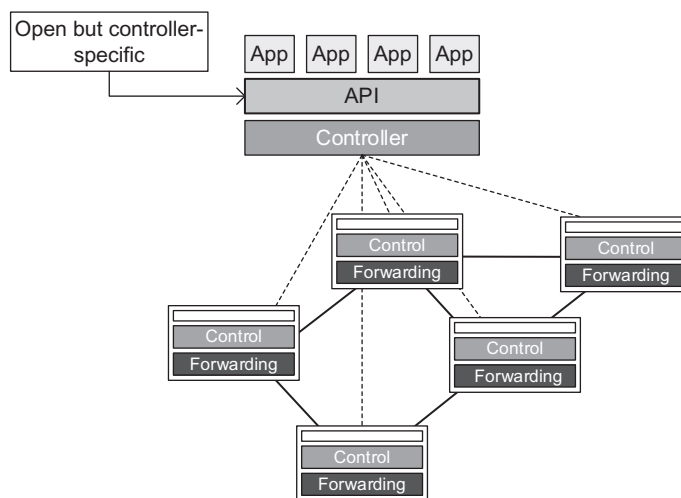 Open but controller-
specific
App App App App
API
Controller
Control
Forwarding
Control
Forwarding
Control
Forwarding
Control
Forwarding
Control
Forwarding